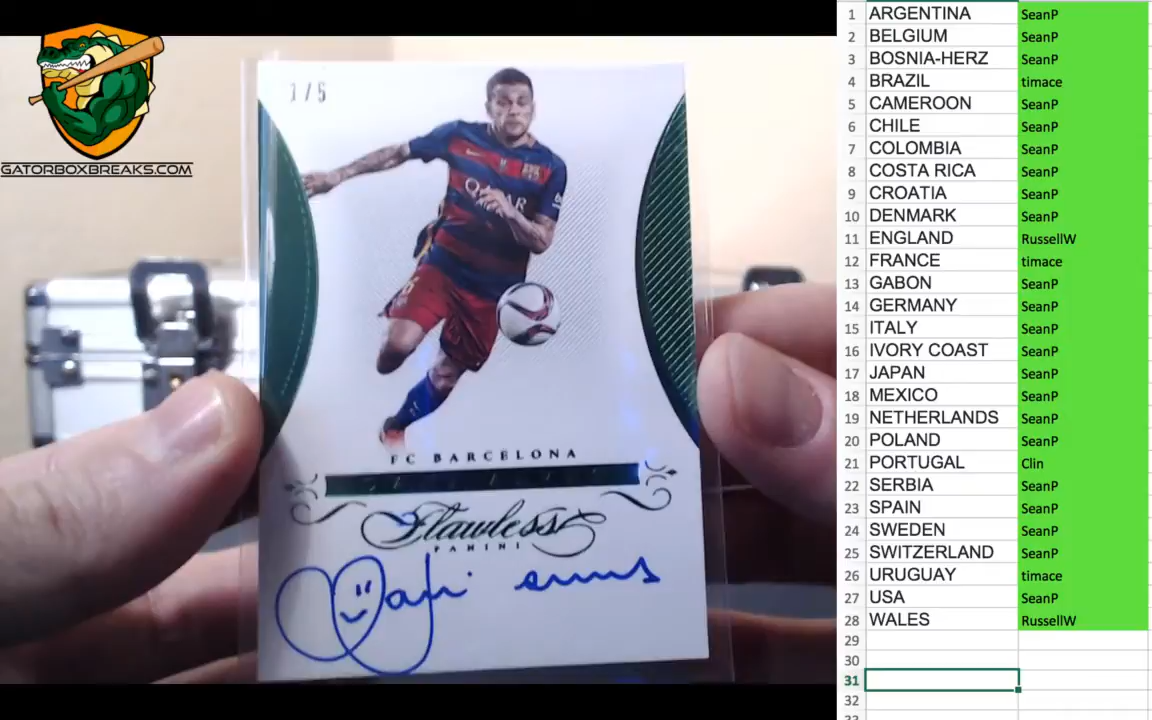 GATORBOXBREAKS.COM
1/5
QATAR
FC BARCELONA
Flawless
PANINI
1 ARGENTINA SeanP
2 BELGIUM SeanP
3 BOSNIA-HERZ SeanP
4 BRAZIL timace
5 CAMEROON SeanP
6 CHILE SeanP
7 COLOMBIA SeanP
8 COSTA RICA SeanP
9 CROATIA SeanP
10 DENMARK SeanP
11 ENGLAND RussellW
12 FRANCE timace
13 GABON SeanP
14 GERMANY SeanP
15 ITALY SeanP
16 IVORY COAST SeanP
17 JAPAN SeanP
18 MEXICO SeanP
19 NETHERLANDS SeanP
20 POLAND SeanP
21 PORTUGAL Clin
22 SERBIA SeanP
23 SPAIN SeanP
24 SWEDEN SeanP
25 SWITZERLAND SeanP
26 URUGUAY timace
27 USA SeanP
28 WALES RussellW
29
30
31
32
33